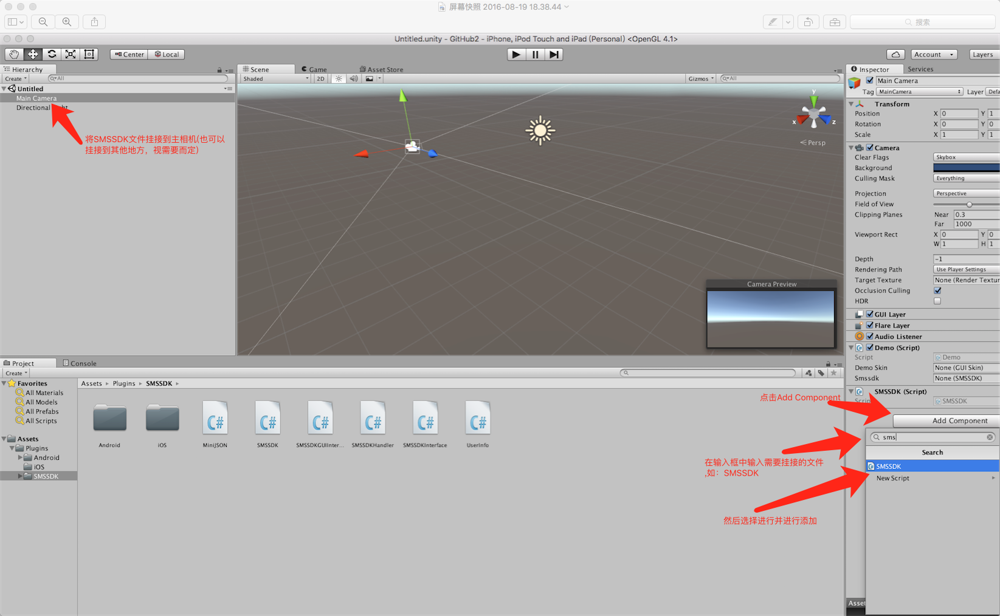 屏幕快照 2016-08-19 18.38.44
搜索
Untitled.unity - GitHub2 - iPhone, iPod Touch and iPad (Personal) <OpenGL 4.1>
Center
Local
Account
Layers
Hierarchy
Create
All
Untitled
Main Camera
Directional
将SMSSDK文件挂接到主相机(也可以
挂接到其他地方，视需要而定)
Scene
Game
Asset Store
Shaded
2D
Gizmos
All
y
x
z
Persp
Camera Preview
Inspector
Services
Main Camera
Tag MainCamera
Layer Defa
Transform
Position X 0 Y 1
Rotation X 0 Y 0
Scale X 1 Y 1
Camera
Clear Flags Skybox
Background
Culling Mask Everything
Projection Perspective
Field of View
Clipping Planes Near 0.3
Far 1000
Viewport Rect X 0 Y 0
W 1 H 1
Depth -1
Rendering Path Use Player Settings
Target Texture None (Render Textur
Occlusion Culling
HDR
GUI Layer
Flare Layer
Audio Listener
Demo (Script)
Script Demo
Demo Skin None (GUI Skin)
Smssdk None (SMSSDK)
SMSSDK (Script)
Scrip SMSSDK
点击Add Component
Add Component
sms
Search
SMSSDK
New Script
在输入框中输入需要挂接的文件
,如：SMSSDK
然后选择进行并进行添加
Asset
Project
Console
Create
Favorites
All Materials
All Models
All Prefabs
All Scripts
Assets
Plugins
Android
iOS
SMSSDK
Assets Plugins SMSSDK
Android
iOS
MiniJSON
SMSSDK
SMSSDKGUIInter...
SMSSDKHandler
SMSSDKInterface
UserInfo